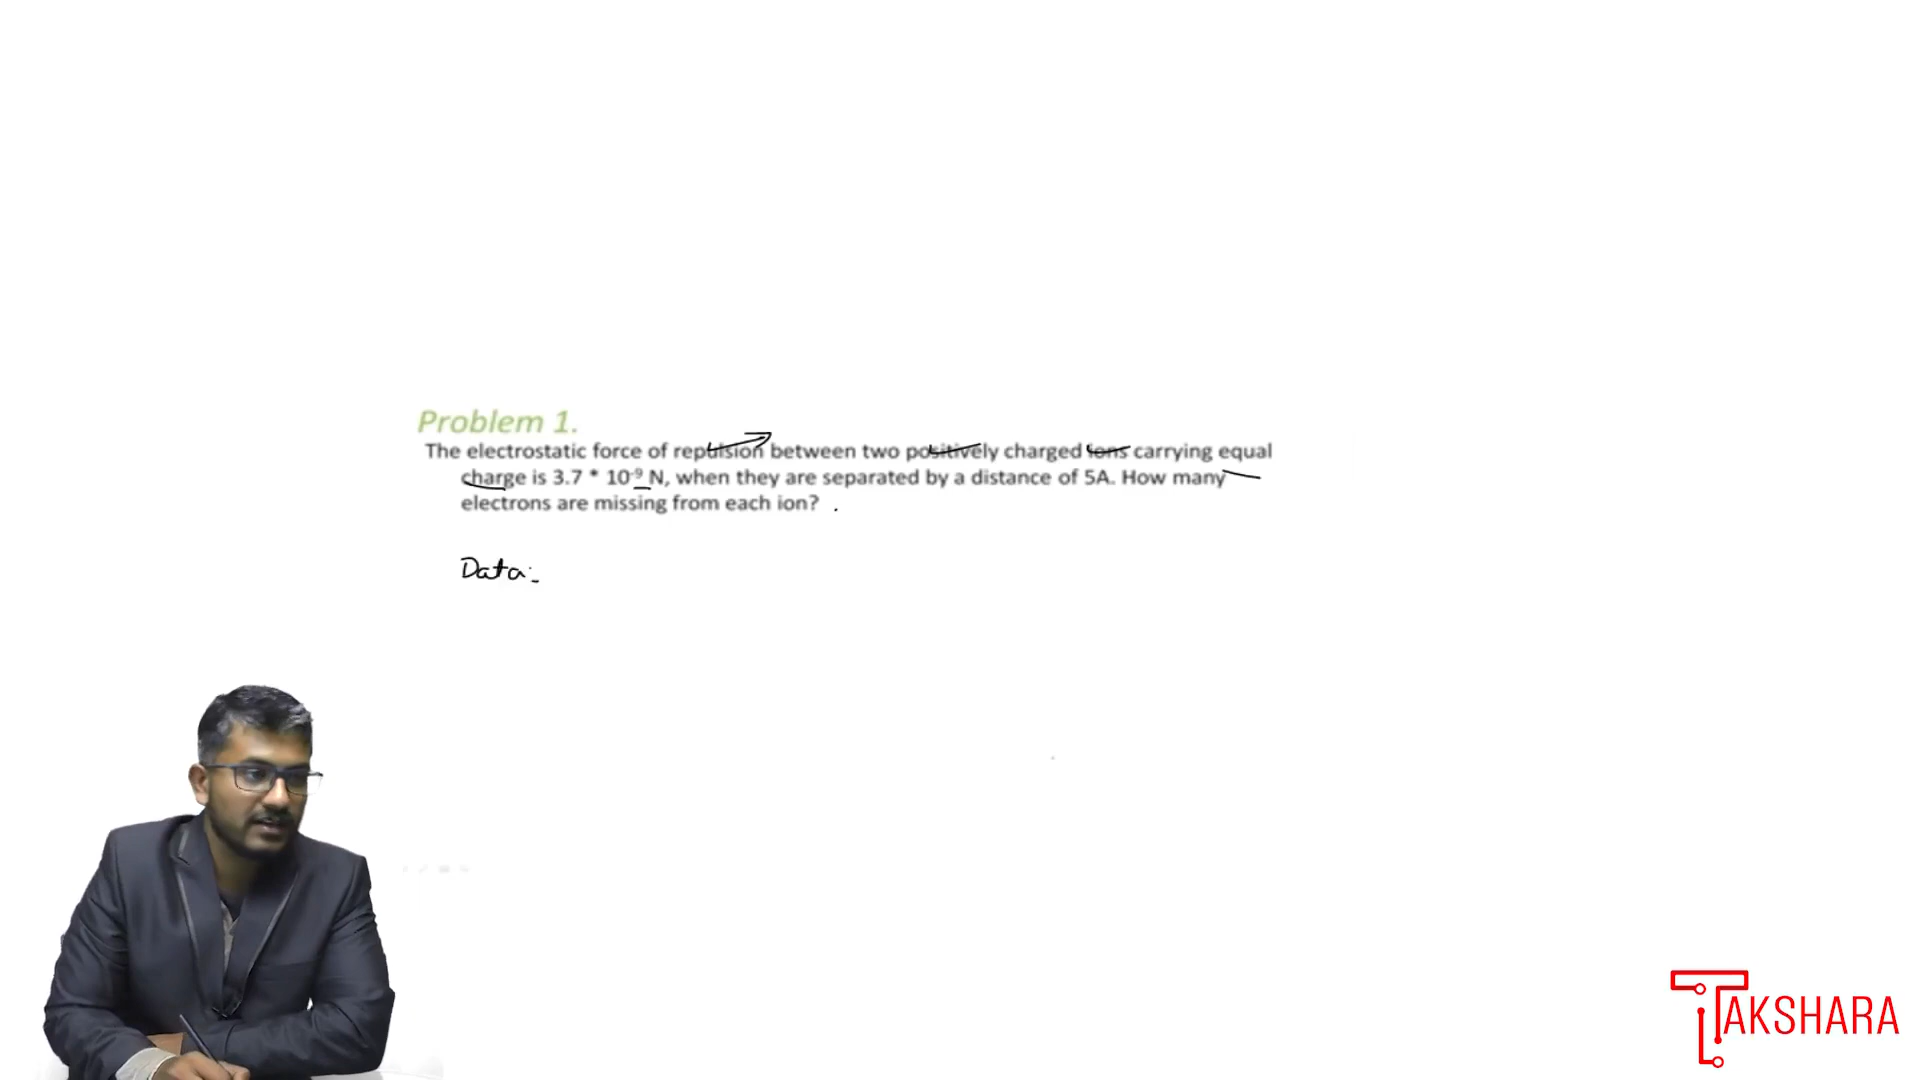 Problem 1.
The electrostatic force of repulsion between two positively charged ions carrying equal
charge is 3.7 * 10⁻⁹ N, when they are separated by a distance of 5A. How many
electrons are missing from each ion?
Data:-
TAKSHARA